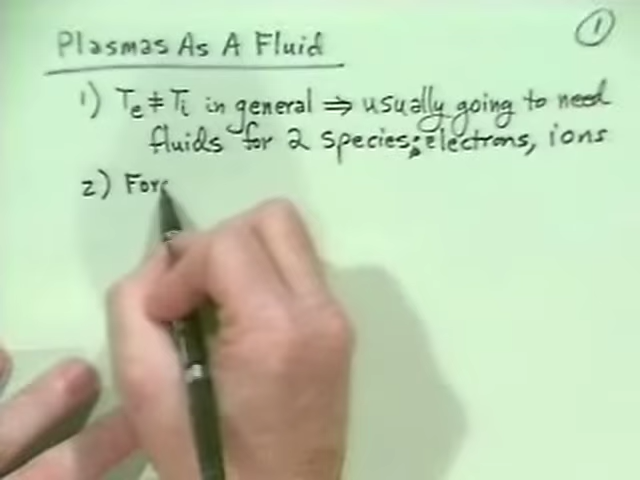 1
Plasmas As A Fluid
1) Te ≠ Ti in general ⇒ usually going to need
fluids for 2 species; electrons, ions
2) For